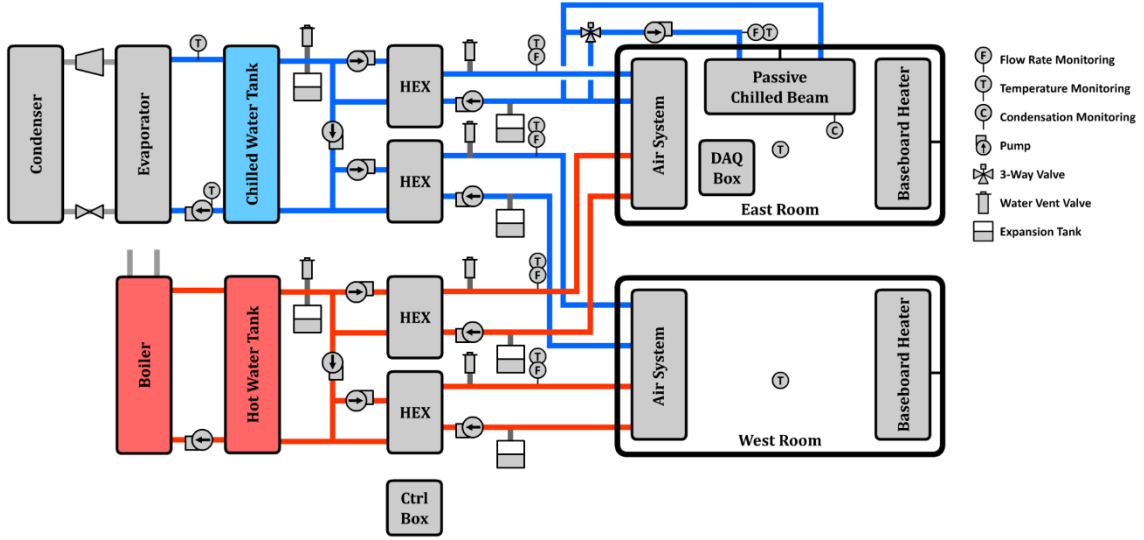 Condenser
Evaporator
T
T
Chilled Water Tank
HEX
T
F
HEX
T
F
F T
Air System
Passive
Chilled Beam
C
T
DAQ
Box
Baseboard Heater
East Room
F Flow Rate Monitoring
T Temperature Monitoring
C Condensation Monitoring
Pump
3-Way Valve
Water Vent Valve
Expansion Tank
Boiler
Hot Water Tank
HEX
T
F
HEX
T
F
Air System
T
Baseboard Heater
West Room
Ctrl
Box